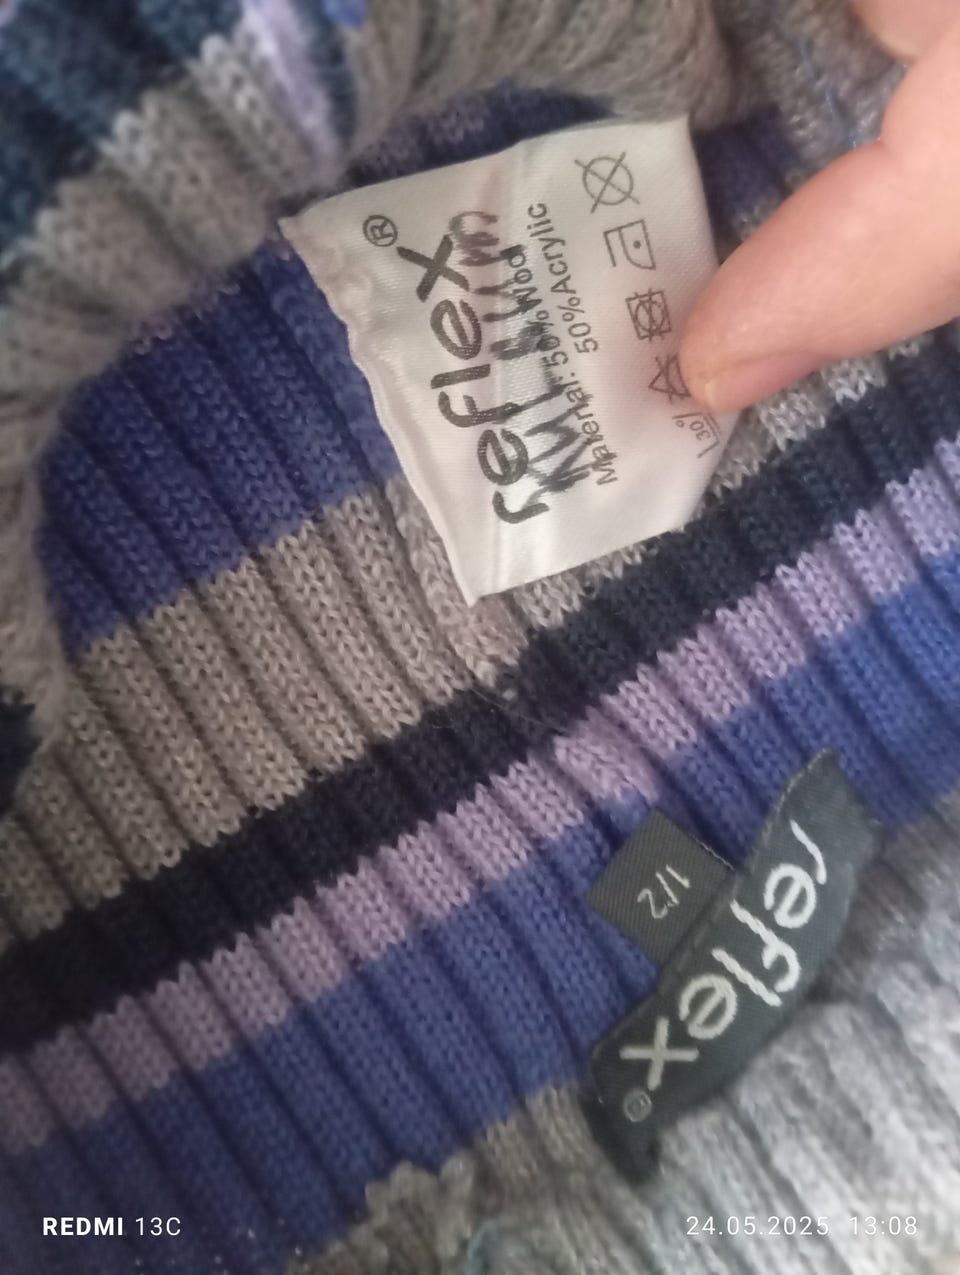 reflex®
Material: 50% Wool
50%Acrylic
30°
1/2
reflex®
REDMI 13C
24.05.2025 13:08